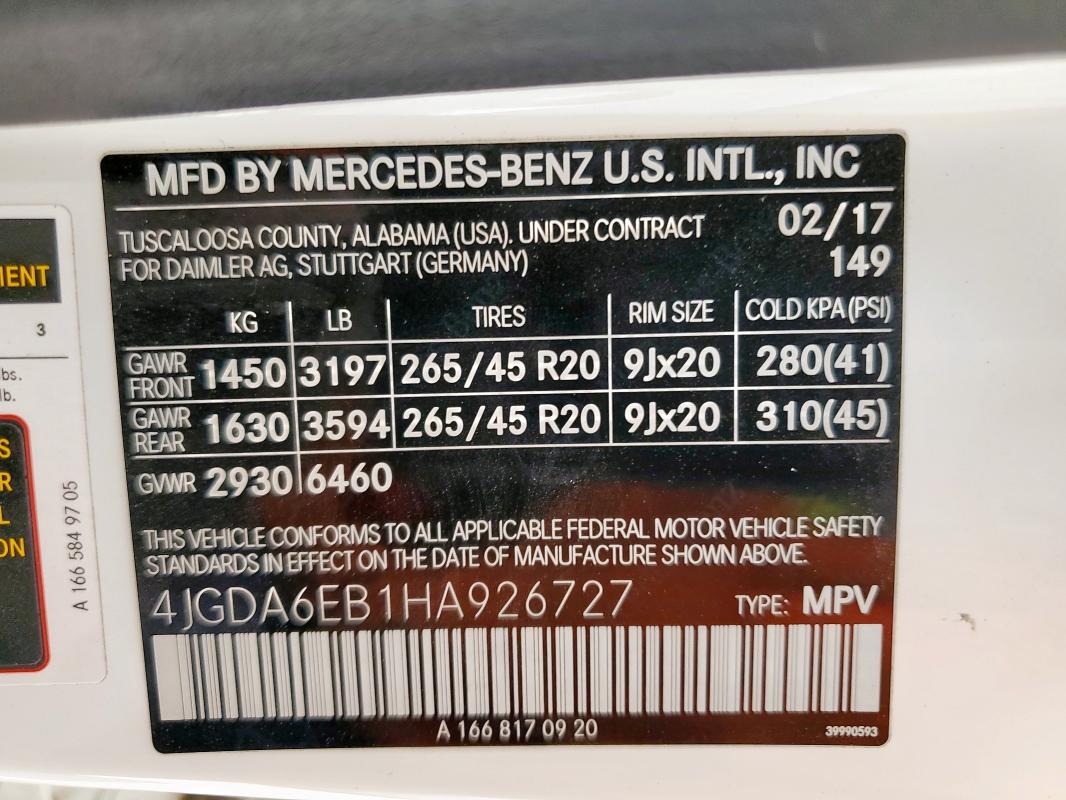 MFD BY MERCEDES-BENZ U.S. INTL., INC
TUSCALOOSA COUNTY, ALABAMA (USA). UNDER CONTRACT
FOR DAIMLER AG, STUTTGART (GERMANY)
02/17
149
KG LB TIRES RIM SIZE COLD KPA (PSI)
GAWR FRONT 1450 3197 265/45 R20 9Jx20 280(41)
GAWR REAR 1630 3594 265/45 R20 9Jx20 310(45)
GVWR 2930 6460
THIS VEHICLE CONFORMS TO ALL APPLICABLE FEDERAL MOTOR VEHICLE SAFETY
STANDARDS IN EFFECT ON THE DATE OF MANUFACTURE SHOWN ABOVE.
4JGDA6EB1HA926727 TYPE: MPV
A 166 817 09 20
39990593
3
lb.
A 166 584 97 05